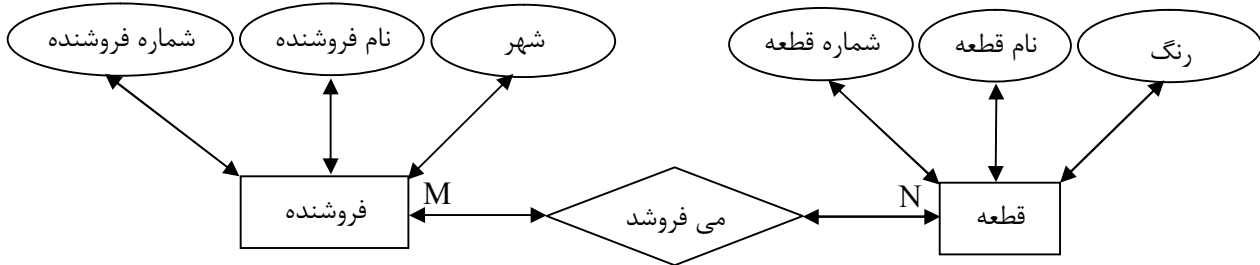 رنگ
نام قطعه
شماره قطعه
شهر
نام فروشنده
شماره فروشنده
قطعه
N
می فروشد
M
فروشنده